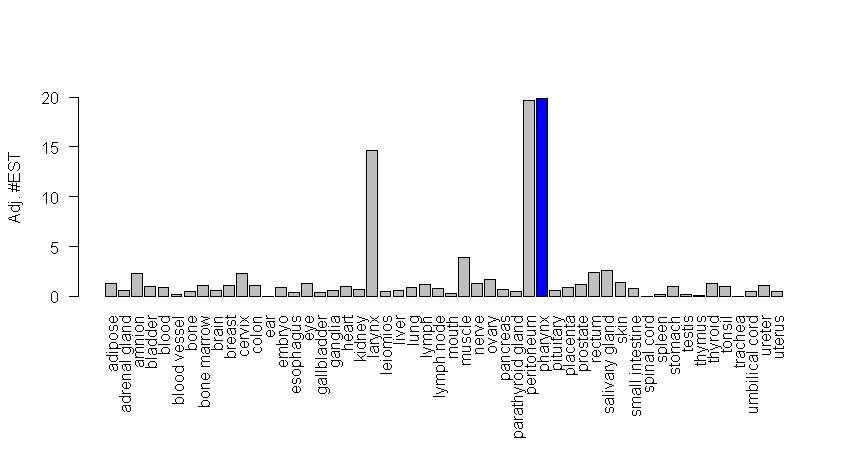 Adj. #EST
20
15
10
5
0
adipose
adrenal gland
amnion
bladder
blood
blood vessel
bone
bone marrow
brain
breast
cervix
colon
ear
embryo
esophagus
eye
gallbladder
ganglia
heart
kidney
larynx
leiomios
liver
lung
lymph
lymph node
mouth
muscle
nerve
ovary
pancreas
parathyroid gland
peritoneum
pharynx
pituitary
placenta
prostate
rectum
salivary gland
skin
small intestine
spinal cord
spleen
stomach
testis
thymus
thyroid
tonsil
trachea
umbilical cord
ureter
uterus